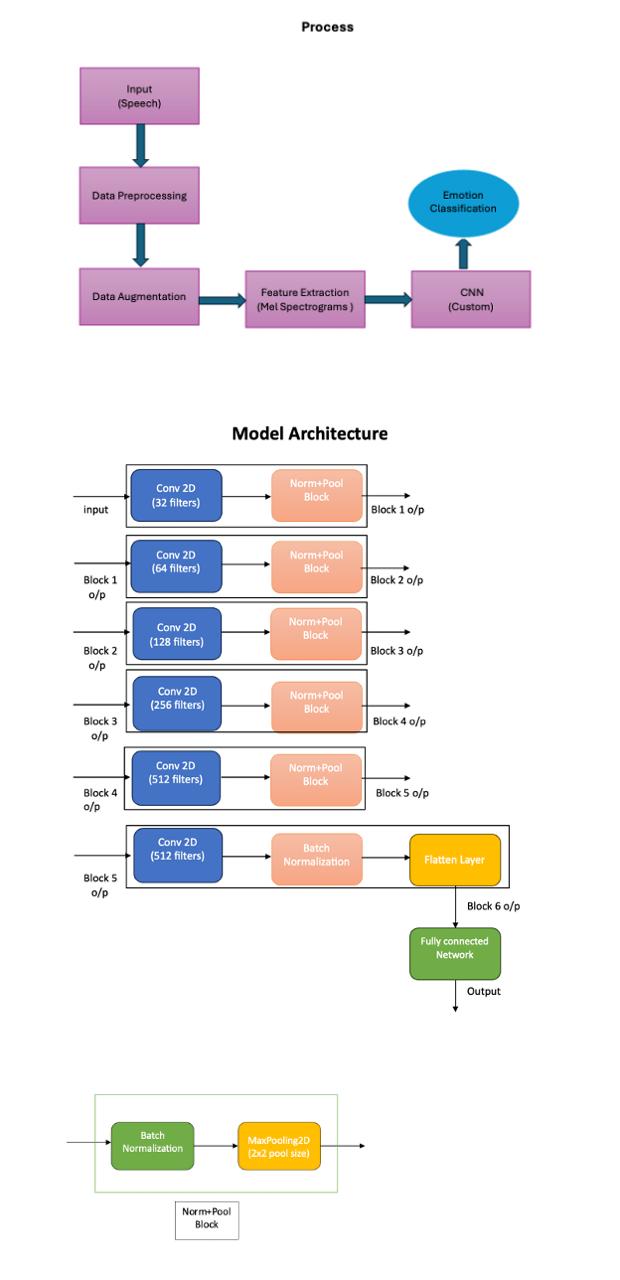 Process
Input
(Speech)
Data Preprocessing
Emotion
Classification
Data Augmentation
Feature Extraction
(Mel Spectrograms )
CNN
(Custom)
Model Architecture
input
Conv 2D
(32 filters)
Norm+Pool
Block
Block 1 o/p
Block 1
o/p
Conv 2D
(64 filters)
Norm+Pool
Block
Block 2 o/p
Block 2
o/p
Conv 2D
(128 filters)
Norm+Pool
Block
Block 3 o/p
Block 3
o/p
Conv 2D
(256 filters)
Norm+Pool
Block
Block 4 o/p
Block 4
o/p
Conv 2D
(512 filters)
Norm+Pool
Block
Block 5 o/p
Block 5
o/p
Conv 2D
(512 filters)
Batch
Normalization
Flatten Layer
Block 6 o/p
Fully connected
Network
Output
Batch
Normalization
MaxPooling2D
(2x2 pool size)
Norm+Pool
Block